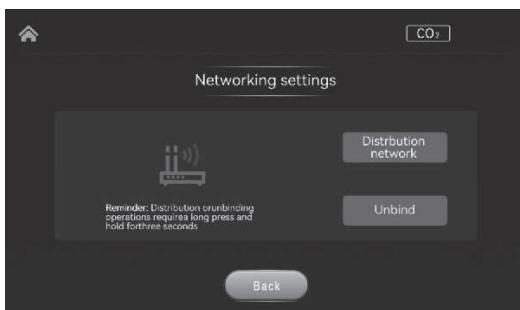 CO₂
Networking settings
Distrbution
network
Reminder: Distribution orunbinding
operations requirea long press and
hold forthree seconds
Unbind
Back